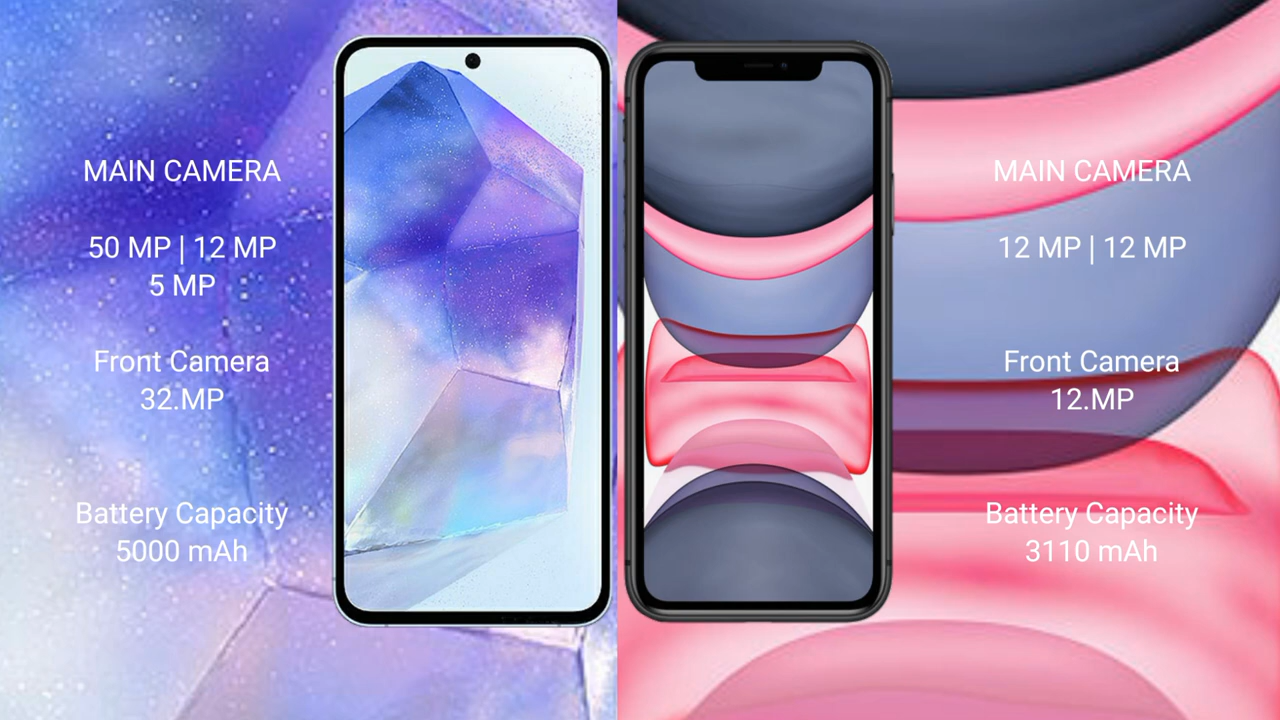 MAIN CAMERA
50 MP | 12 MP
5 MP
Front Camera
32.MP
Battery Capacity
5000 mAh
MAIN CAMERA
12 MP | 12 MP
Front Camera
12.MP
Battery Capacity
3110 mAh